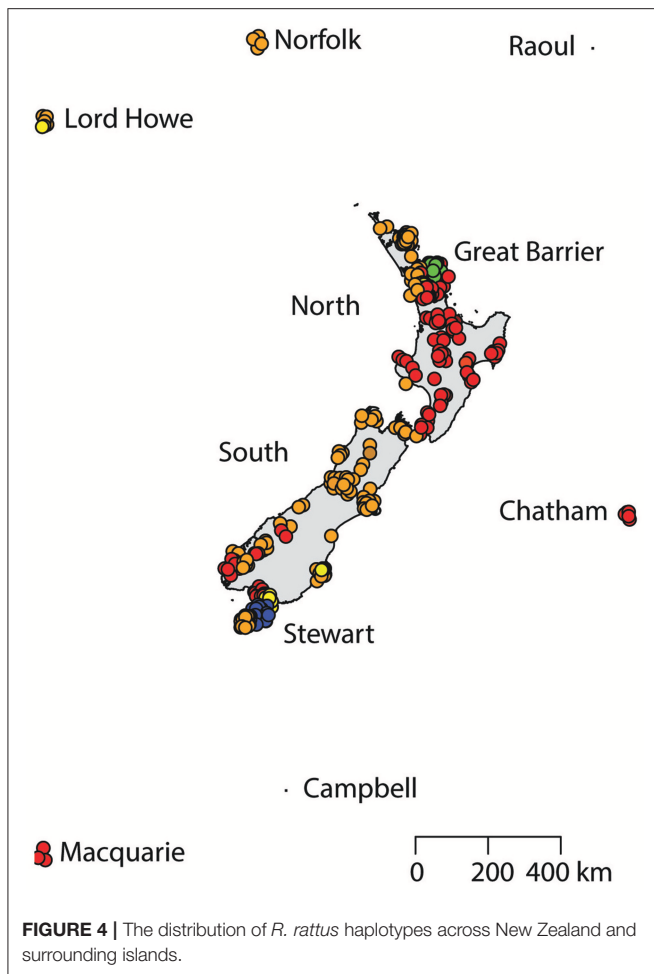 Norfolk
Raoul
Lord Howe
Great Barrier
North
South
Chatham
Stewart
Campbell
Macquarie
0 200 400 km
FIGURE 4 | The distribution of R. rattus haplotypes across New Zealand and
surrounding islands.